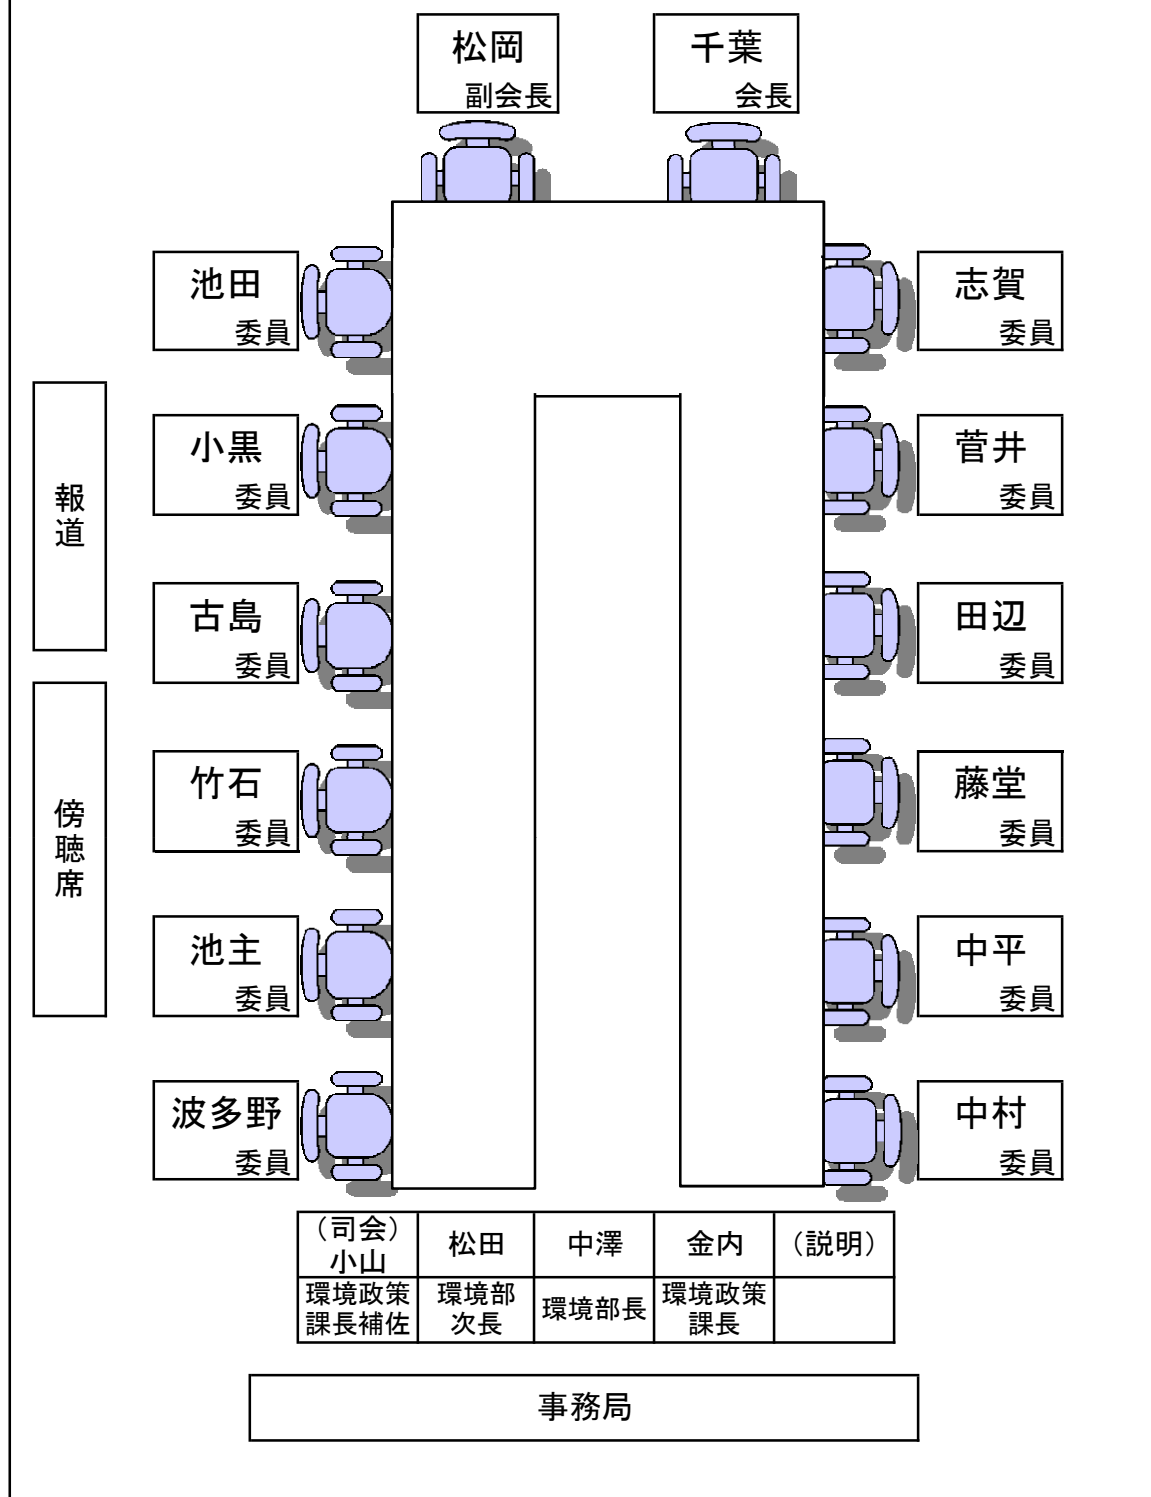 松岡
副会長
千葉
会長
池田
委員
志賀
委員
小黒
委員
菅井
委員
報道
古島
委員
田辺
委員
竹石
委員
藤堂
委員
傍聴席
池主
委員
中平
委員
波多野
委員
中村
委員
（司会）
小山
松田
中澤
金内
（説明）
環境政策
課長補佐
環境部
次長
環境部長
環境政策
課長
事務局